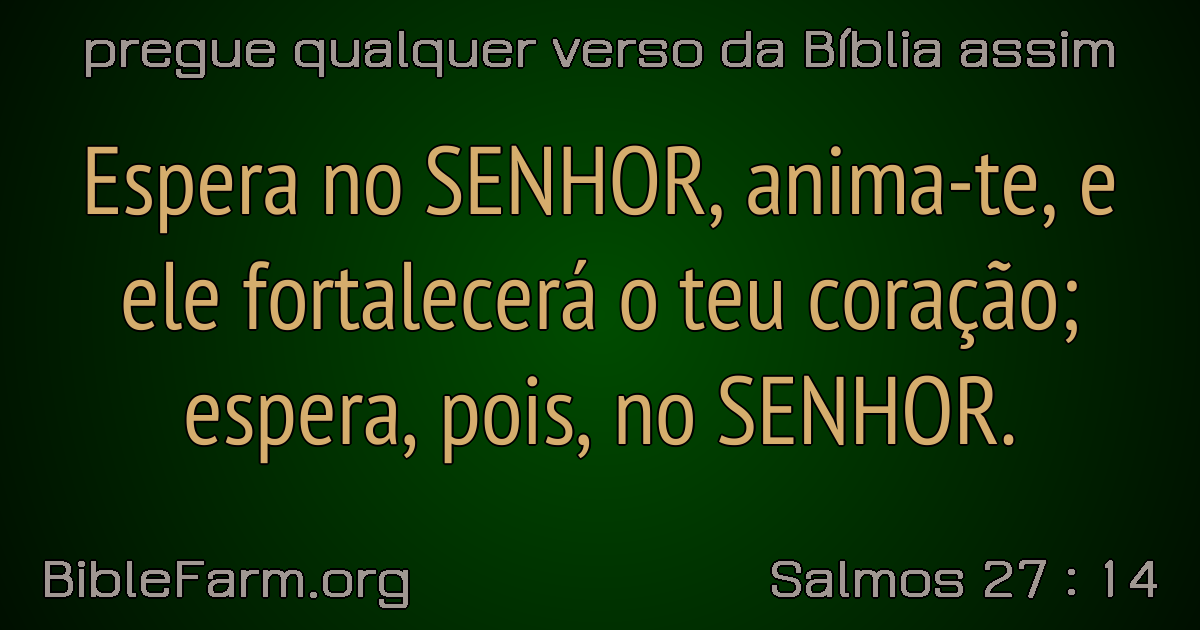 pregue qualquer verso da Bíblia assim
Espera no SENHOR, anima-te, e
ele fortalecerá o teu coração;
espera, pois, no SENHOR.
BibleFarm.org
Salmos 27 : 14